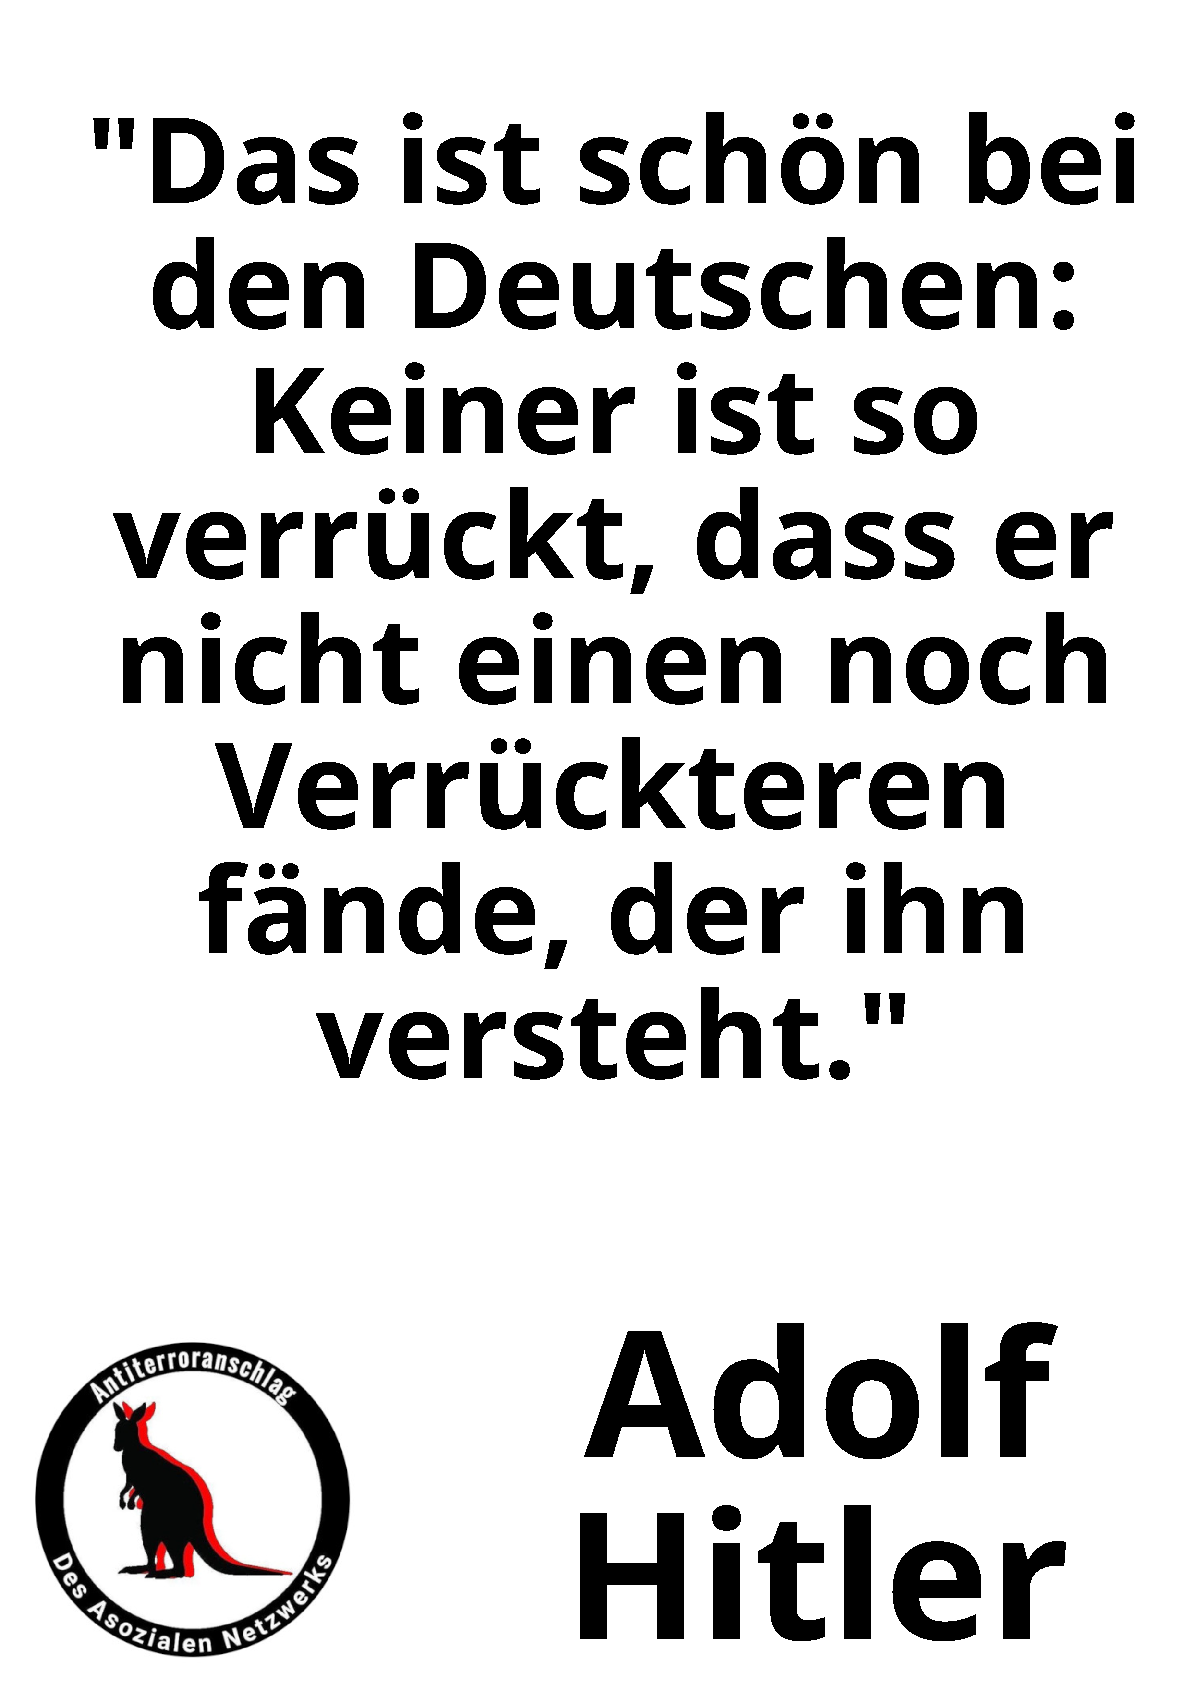 "Das ist schön bei
den Deutschen:
Keiner ist so
verrückt, dass er
nicht einen noch
Verrückteren
fände, der ihn
versteht."
Adolf
Hitler
Antiterroranschlag
Des Asozialen Netzwerks